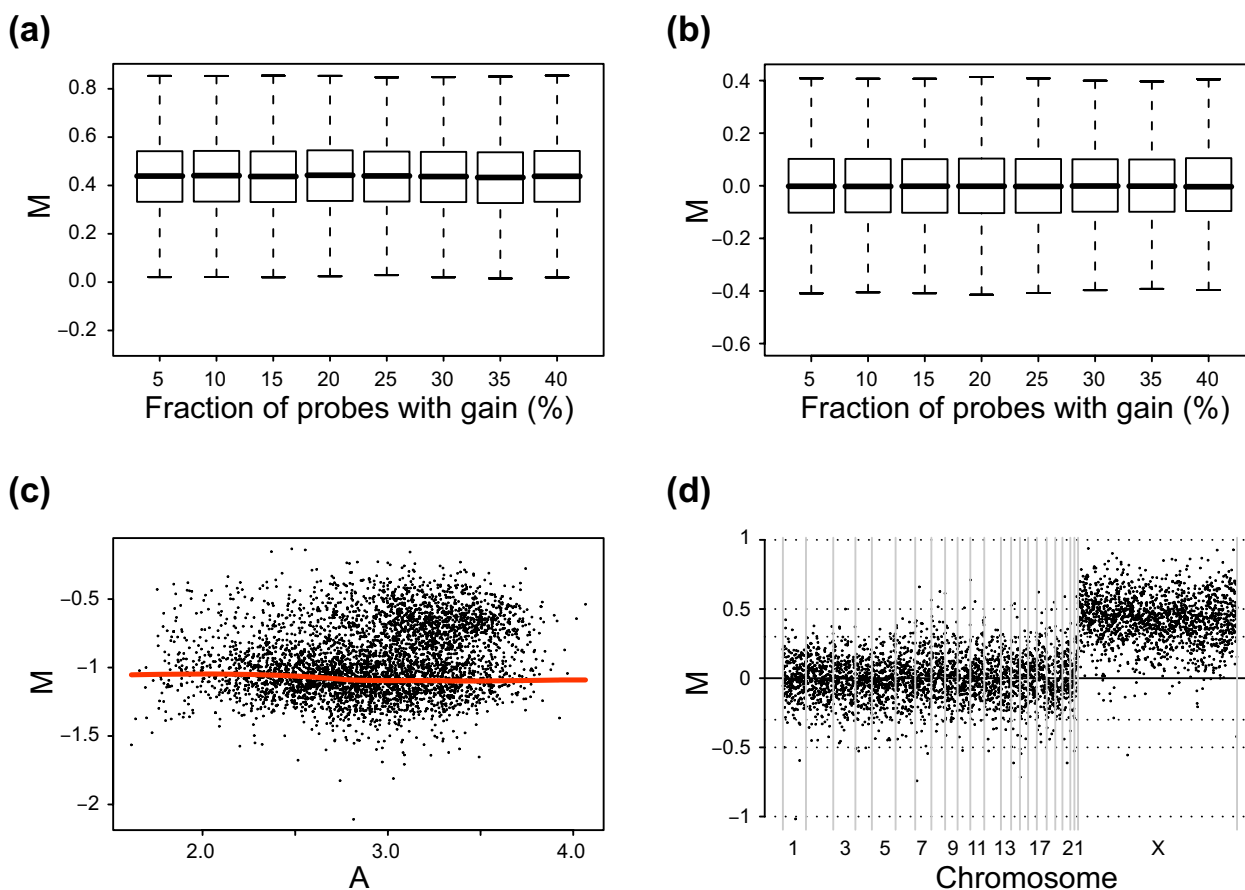 (a)
0.8
0.6
0.4
0.2
0.0
−0.2
M
5 10 15 20 25 30 35 40
Fraction of probes with gain (%)
(b)
0.4
0.2
0.0
−0.2
−0.4
−0.6
M
5 10 15 20 25 30 35 40
Fraction of probes with gain (%)
(c)
−0.5
−1
−1.5
−2
M
2.0 3.0 4.0
A
(d)
1
0.5
0
−0.5
−1
M
1 3 5 7 9 11 13 17 21 X
Chromosome